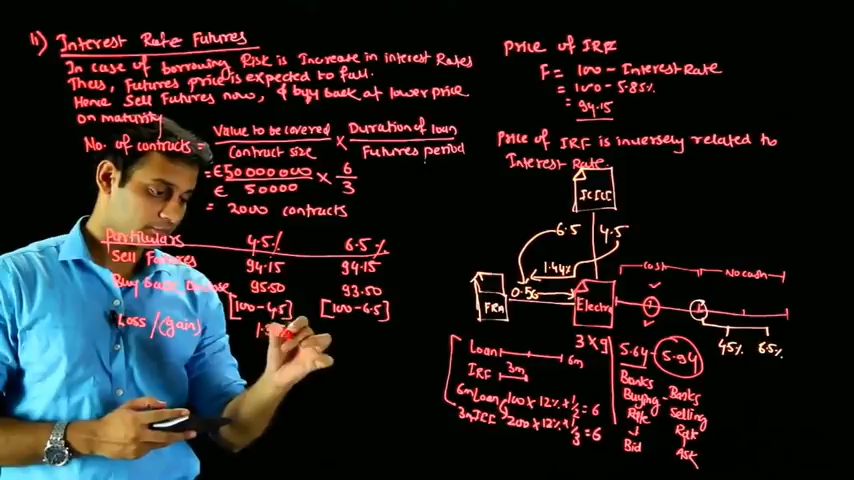 11) Interest Rate Futures
In case of borrowing Risk is Increase in interest Rates
Thus, Futures price is expected to fall.
Hence Sell Futures now, & buy back at lower price
on maturity
No. of contracts = Value to be covered / Contract size × Duration of loan / Futures period
= € 50000000 / € 50000 × 6 / 3
= 2000 contracts
Particulars 4.5% 6.5%
Sell Futures 94.15 94.15
Buy back 95.50 93.50
[100-4.5] [100-6.5]
Loss/(gain)
Price of IRF
F = 100 - Interest Rate
= 100 - 5.85%
= 94.15
Price of IRF is inversely related to
Interest Rate.
ICICI
6.5 4.5
1.44%
0.56
FRA
Electra
Cash No cash
4.5% 6.5%
3×9
5.64 - 5.94
Banks Buying Rate ↓ Bid
Banks Selling Rate Ask
Loan 6m
IRF 3m
6m Loan 100 × 12% × 1/2 = 6
200 × 12% × 1/3 = 6